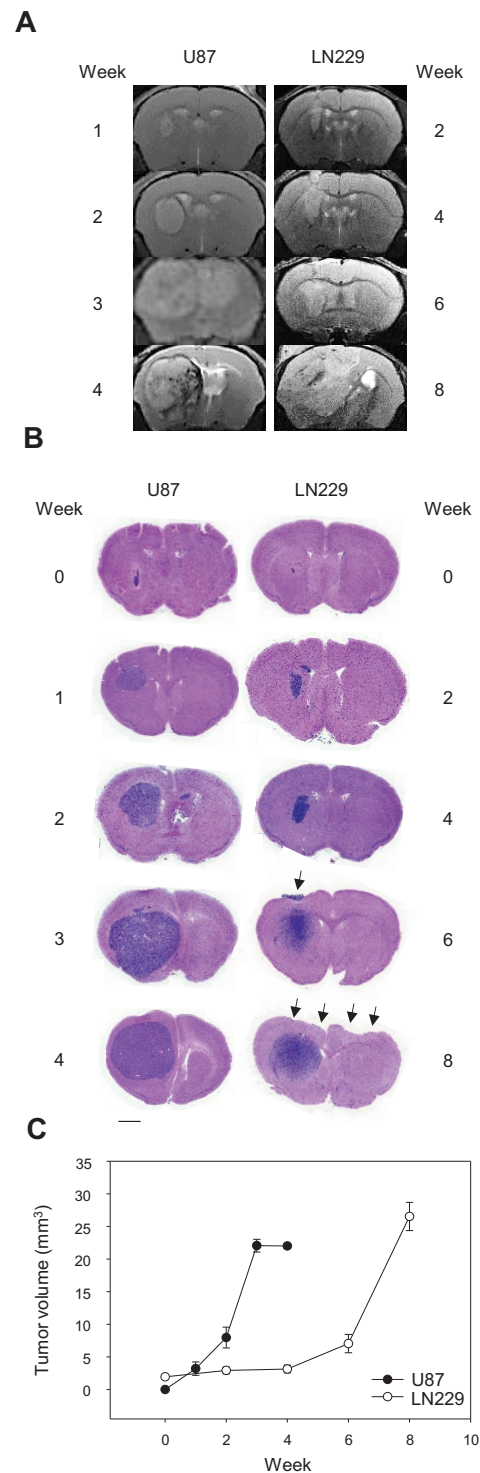 A
U87 LN229
Week Week
1 2
2 4
3 6
4 8
B
U87 LN229
Week Week
0 0
1 2
2 4
3 6
4 8
C
Tumor volume (mm³)
35
30
25
20
15
10
5
0
U87
LN229
0 2 4 6 8 10
Week